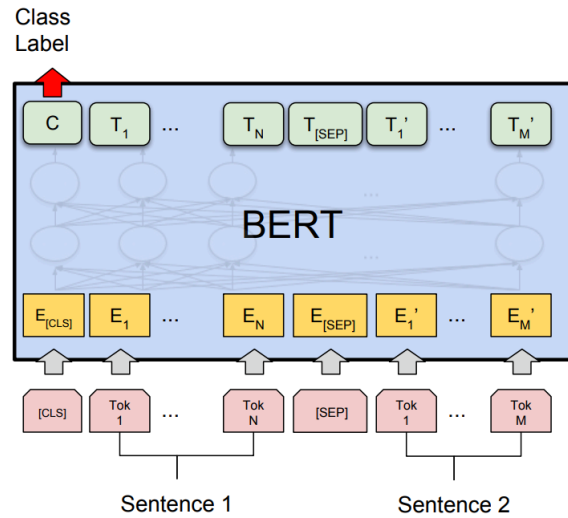 Class
Label
C T1 ... TN T[SEP] T1’ ... TM’
...
BERT
...
E[CLS] E1 ... EN E[SEP] E1’ ... EM’
[CLS] Tok 1 ... Tok N [SEP] Tok 1 ... Tok M
Sentence 1 Sentence 2